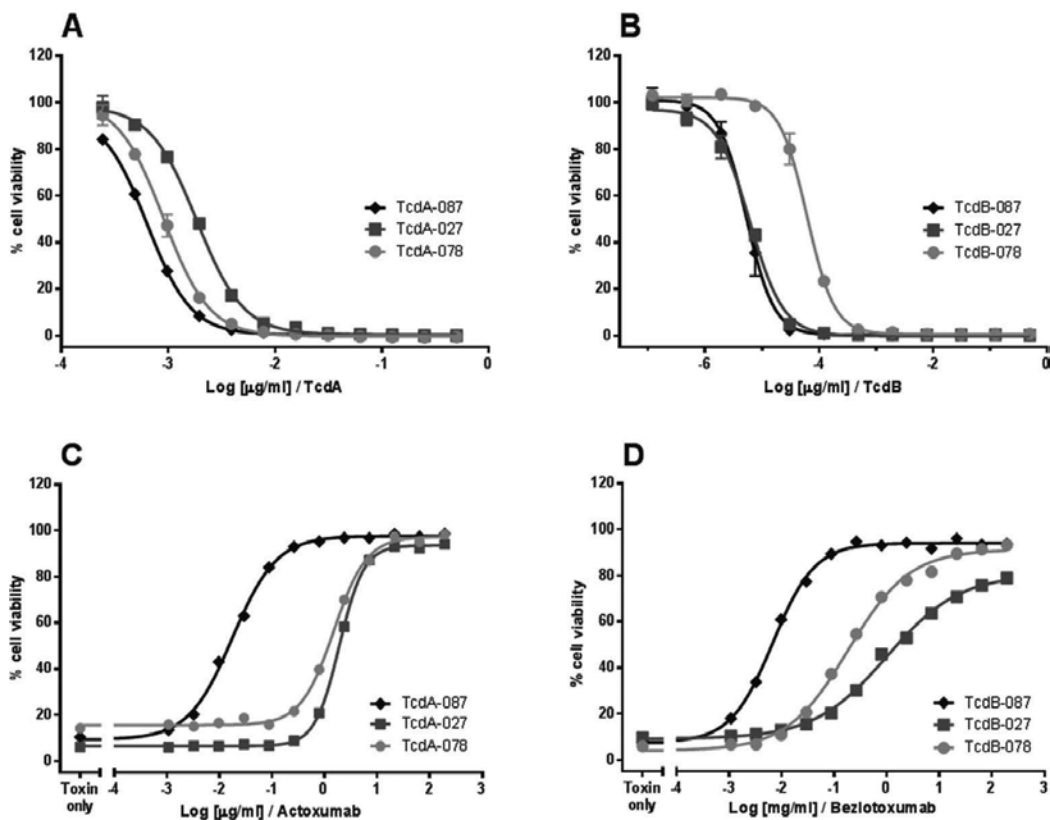 A
120
100
80
60
40
20
0
% cell viability
TcdA-087
TcdA-027
TcdA-078
-4 -3 -2 -1 0
Log [μg/ml] / TcdA
B
120
100
80
60
40
20
0
% cell viability
TcdB-087
TcdB-027
TcdB-078
-6 -4 -2 0
Log [μg/ml] / TcdB
C
120
100
80
60
40
20
0
% cell viability
TcdA-087
TcdA-027
TcdA-078
Toxin only
-4 -3 -2 -1 0 1 2 3
Log [μg/ml] / Actoxumab
D
120
100
80
60
40
20
0
% cell viability
TcdB-087
TcdB-027
TcdB-078
Toxin only
-4 -3 -2 -1 0 1 2 3
Log [mg/ml] / Bezlotoxumab